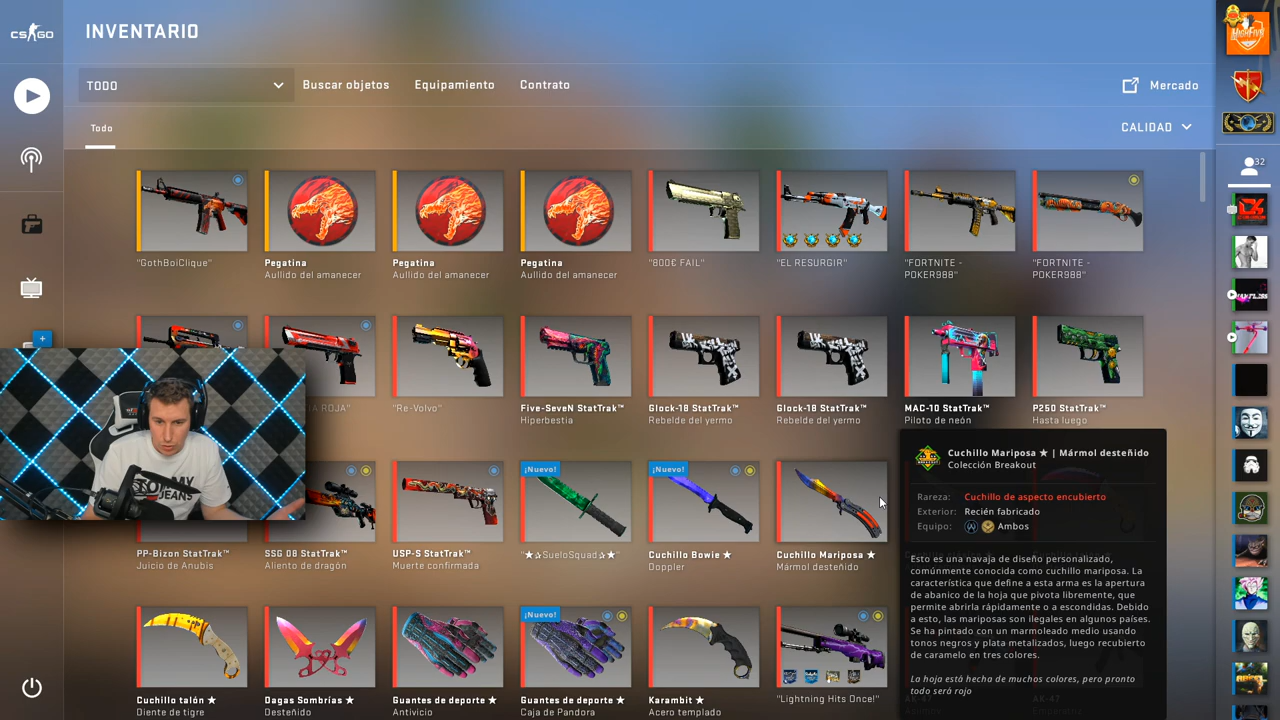 CS:GO
INVENTARIO
TODO
Buscar objetos
Equipamiento
Contrato
Mercado
Todo
CALIDAD
32
"GothBoiClique"
Pegatina
Aullido del amanecer
Pegatina
Aullido del amanecer
Pegatina
Aullido del amanecer
"800€ FAIL"
"EL RESURGIR"
"FORTNITE -
POKER988"
"FORTNITE -
POKER988"
"Re-Volvo"
Five-SeveN StatTrak™
Hiperbestia
Glock-18 StatTrak™
Rebelde del yermo
Glock-18 StatTrak™
Rebelde del yermo
MAC-10 StatTrak™
Piloto de neón
P250 StatTrak™
Hasta luego
PP-Bizon StatTrak™
Juicio de Anubis
SSG 08 StatTrak™
Aliento de dragón
USP-S StatTrak™
Muerte confirmada
¡Nuevo!
"★✰SueloSquad✰★"
¡Nuevo!
Cuchillo Bowie ★
Doppler
Cuchillo Mariposa ★
Mármol desteñido
Cuchillo Mariposa ★ | Mármol desteñido
Colección Breakout
Rareza: Cuchillo de aspecto encubierto
Exterior: Recién fabricado
Equipo: Ambos
Esto es una navaja de diseño personalizado,
comúnmente conocida como cuchillo mariposa. La
característica que define a esta arma es la apertura
de abanico de la hoja que pivota libremente, que
permite abrirla rápidamente o a escondidas. Debido
a esto, las mariposas son ilegales en algunos países.
Se ha pintado con un marmoleado medio usando
tonos negros y plata metalizados, luego recubierto
de caramelo en tres colores.
La hoja está hecha de muchos colores, pero pronto
todo será rojo
Cuchillo talón ★
Diente de tigre
Dagas Sombrías ★
Desteñido
Guantes de deporte ★
Antivicio
¡Nuevo!
Guantes de deporte ★
Caja de Pandora
Karambit ★
Acero templado
"Lightning Hits Once!"
AK-47
AK-47
TOMMY
JEANS